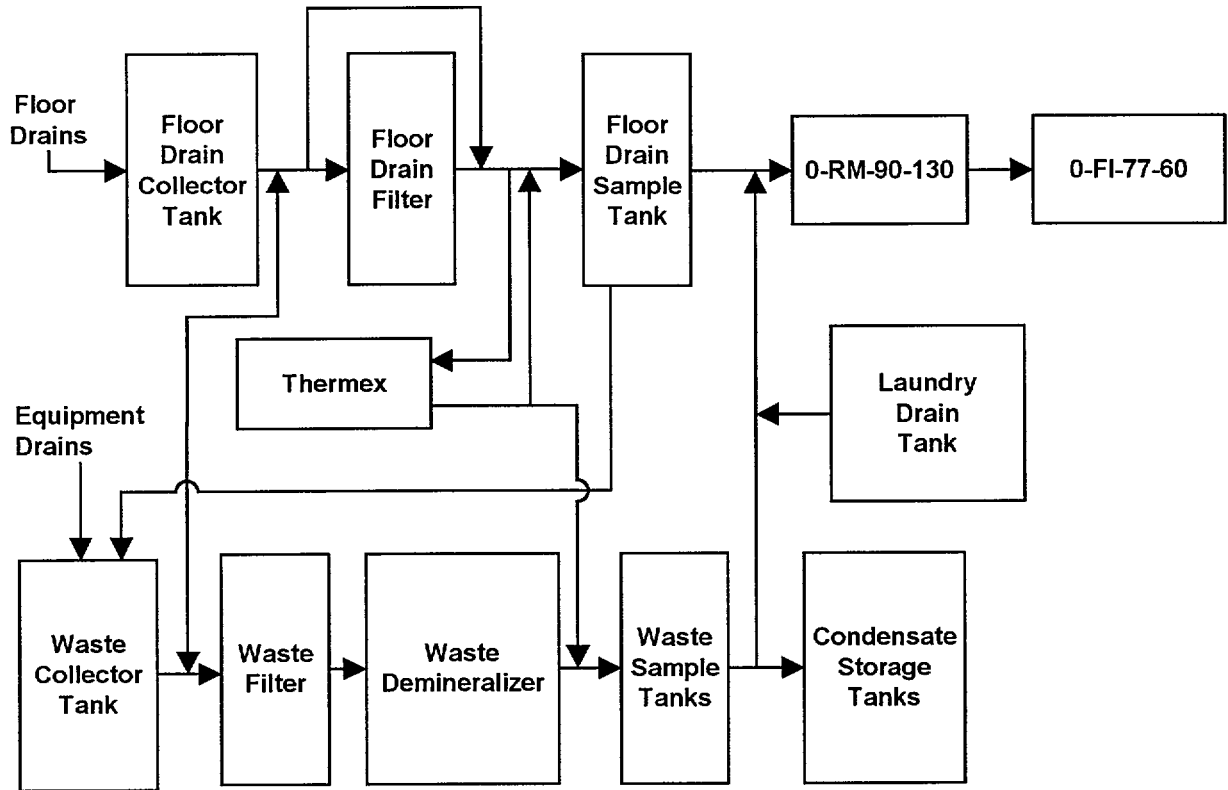 Floor
Drains
Floor
Drain
Collector
Tank
Floor
Drain
Filter
Floor
Drain
Sample
Tank
0-RM-90-130
0-FI-77-60
Thermex
Laundry
Drain
Tank
Equipment
Drains
Waste
Collector
Tank
Waste
Filter
Waste
Demineralizer
Waste
Sample
Tanks
Condensate
Storage
Tanks